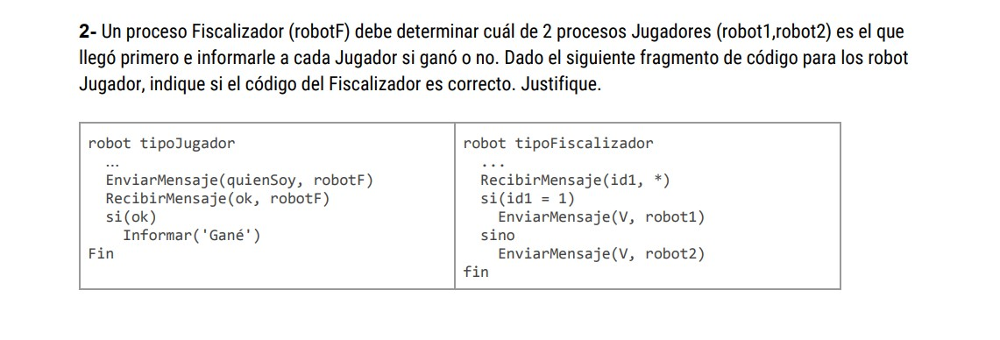 2- Un proceso Fiscalizador (robotF) debe determinar cuál de 2 procesos Jugadores (robot1,robot2) es el que
llegó primero e informarle a cada Jugador si ganó o no. Dado el siguiente fragmento de código para los robot
Jugador, indique si el código del Fiscalizador es correcto. Justifique.
robot tipoJugador
...
EnviarMensaje(quienSoy, robotF)
RecibirMensaje(ok, robotF)
si(ok)
Informar('Gané')
Fin
robot tipoFiscalizador
...
RecibirMensaje(id1, *)
si(id1 = 1)
EnviarMensaje(V, robot1)
sino
EnviarMensaje(V, robot2)
fin